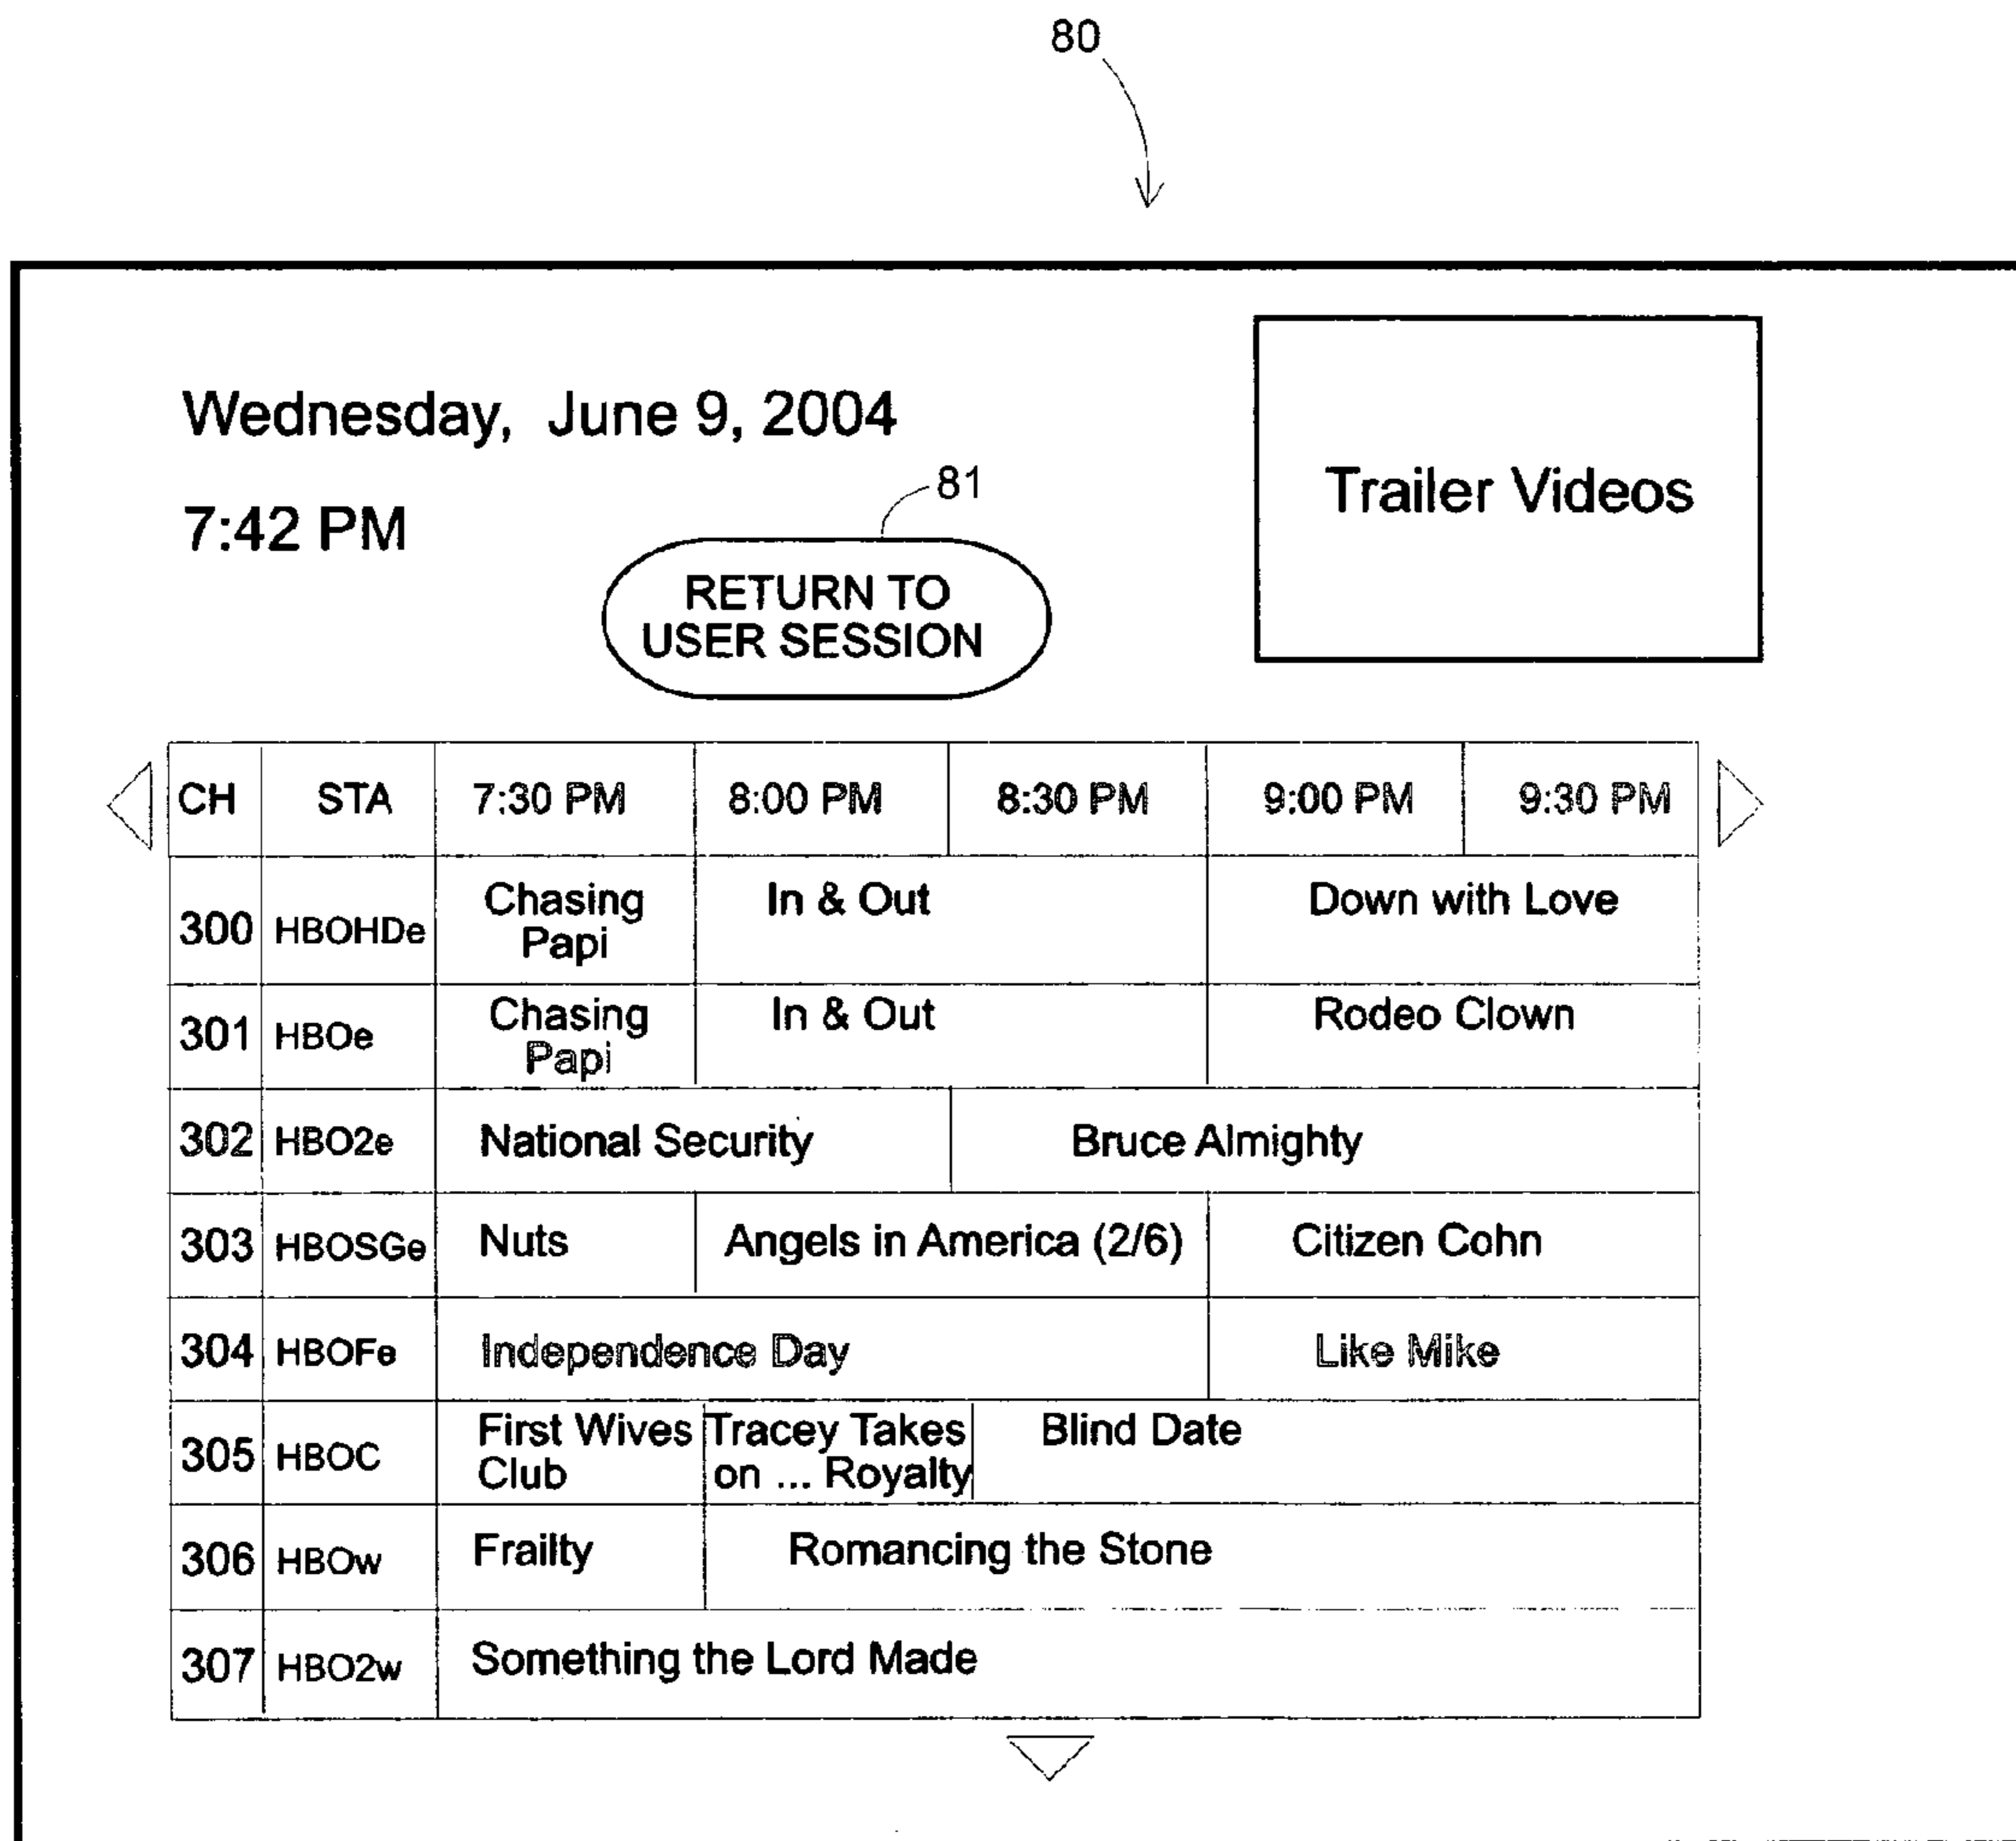 80
Wednesday, June 9, 2004
7:42 PM
81
RETURN TO
USER SESSION
Trailer Videos
CH STA 7:30 PM 8:00 PM 8:30 PM 9:00 PM 9:30 PM
300 HBOHDe Chasing Papi In & Out Down with Love
301 HBOe Chasing Papi In & Out Rodeo Clown
302 HBO2e National Security Bruce Almighty
303 HBOSGe Nuts Angels in America (2/6) Citizen Cohn
304 HBOFe Independence Day Like Mike
305 HBOC First Wives Club Tracey Takes on ... Royalty Blind Date
306 HBOw Frailty Romancing the Stone
307 HBO2w Something the Lord Made